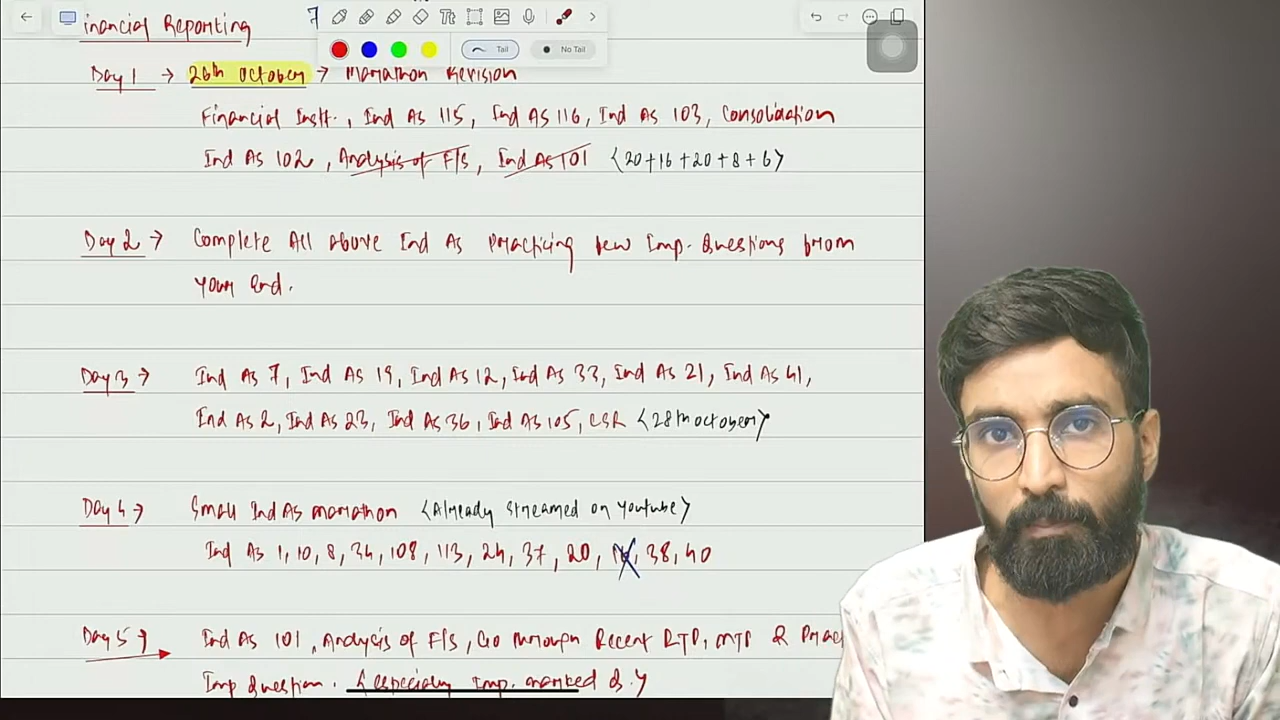 inancial Reporting
Tail
No Tail
Day 1 → 26th October → Marathon Revision
Financial Instt., Ind AS 115, Ind AS 116, Ind AS 103, Consolidation
Ind AS 102, Analysis of F/s, Ind AS 101 <20+16+20+8+6>
Day 2 → Complete All above Ind AS Practicing few Imp. Questions from
your End.
Day 3 → Ind AS 7, Ind AS 19, Ind AS 12, Ind AS 33, Ind AS 21, Ind AS 41,
Ind AS 2, Ind AS 23, Ind AS 36, Ind AS 105, CSR <28th october>
Day 4 → Small Ind AS marathon <Already streamed on youtube>
Ind AS 1, 10, 8, 34, 108, 113, 24, 37, 20, 38, 40
Day 5 → Ind AS 101, Analysis of F/s, Go through Recent RTP, MTP & Prac
Imp Question. <especially Imp. marked Q.>